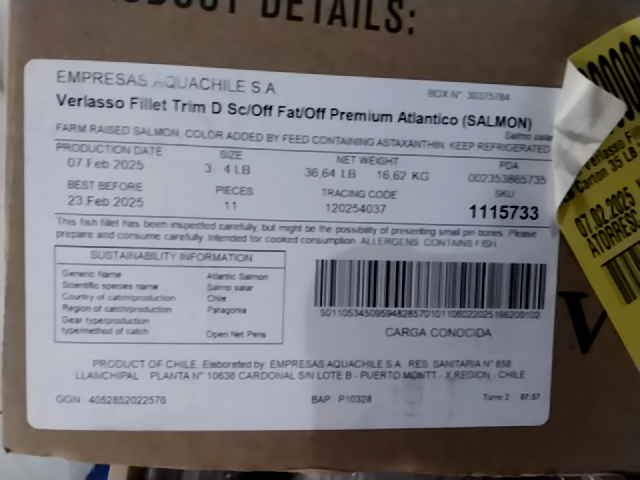 PRODUCT DETAILS:
EMPRESAS AQUACHILE S.A.
BOX N° 30375784
Verlasso Fillet Trim D Sc/Off Fat/Off Premium Atlantico (SALMON)
Salmo salar
FARM RAISED SALMON, COLOR ADDED BY FEED CONTAINING ASTAXANTHIN. KEEP REFRIGERATED
PRODUCTION DATE SIZE NET WEIGHT PDA
07 Feb 2025 3 - 4 LB 36,64 LB 16,62 KG 002353865735
BEST BEFORE PIECES TRACING CODE SKU
23 Feb 2025 11 120254037 1115733
This fish fillet has been inspected carefully, but might be the possibility of presenting small pin bones. Please
prepare and consume carefully. Intended for cooked consumption. ALLERGENS: CONTAINS FISH
SUSTAINABILITY INFORMATION
Generic Name Atlantic Salmon
Scientific species name Salmo salar
Country of catch/production Chile
Region of catch/production Patagonia
Gear type/production
type/method of catch Open Net Pens
CARGA CONOCIDA
PRODUCT OF CHILE. Elaborated by: EMPRESAS AQUACHILE S.A. RES. SANITARIA N° 658
LLANCHIPAL PLANTA N° 10636 CARDONAL S/N LOTE B - PUERTO MONTT - X REGION - CHILE
GGN 4052852022576 BAP P10328 Turno 2 07:57
Verlasso F
Carton 35 LB
07.02.2025
ATORRES
V